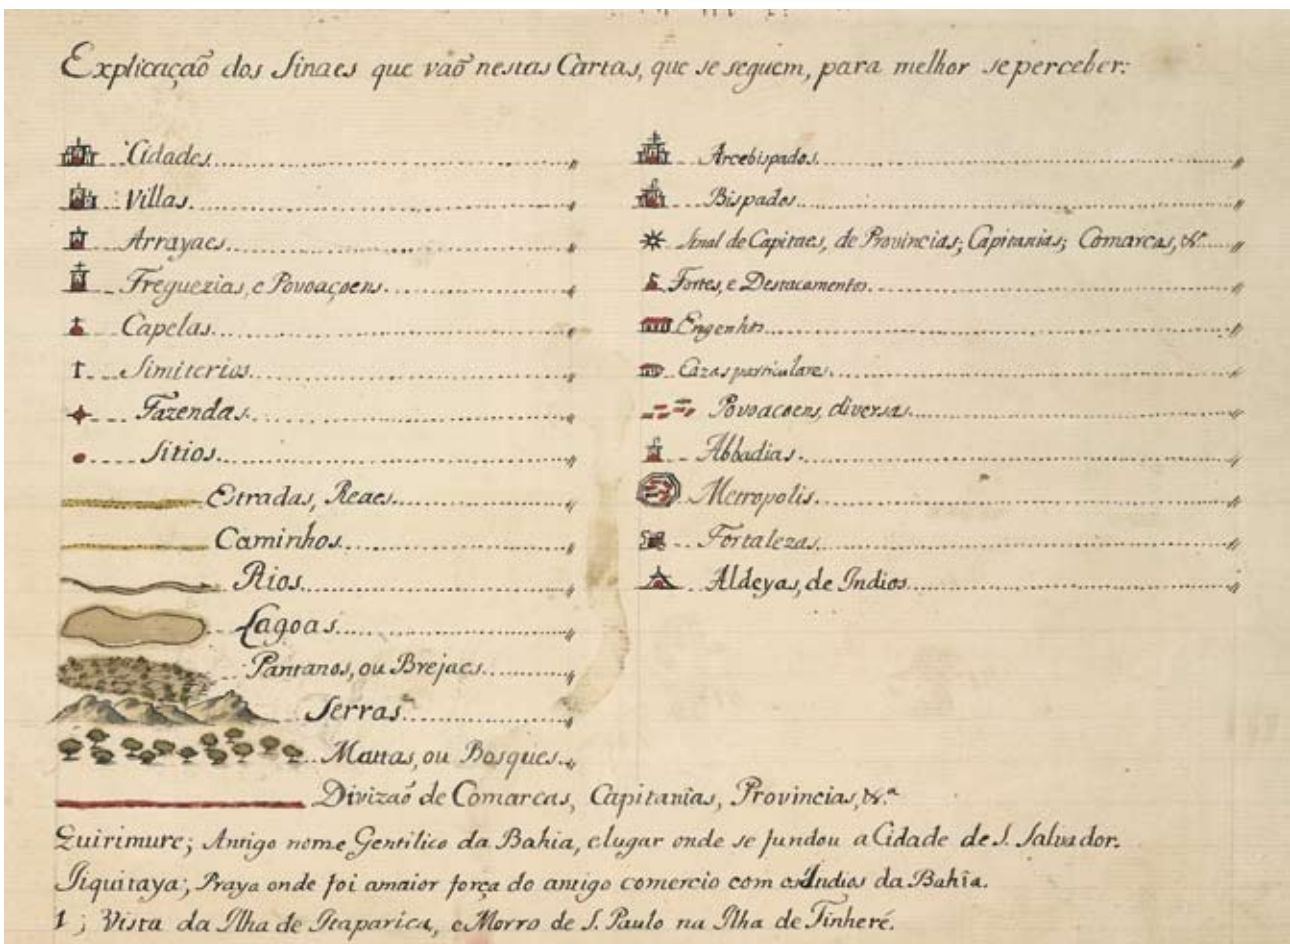 Explicação dos Sinaes que vaõ nestas Cartas, que se seguem, para melhor se perceber:
Cidades
Villas
Arrayaes
Freguezias, e Povoaçoens
Capelas
Simiterios
Fazendas
Sitios
Estradas, Reaes
Caminhos
Rios
Lagoas
Pantanos, ou Brejaes
Serras
Mattas, ou Bosques
Divizaõ de Comarcas, Capitanîas, Provincias, &.ª
Arcebispados
Bispados
Sinal de Capitaes, de Provincias; Capitanias; Comarcas, &.ª
Fortes, e Destacamentos
Engenhos
Cazas particulares
Povoacoens, diversas
Abbadias
Metropolis
Fortalezas
Aldeyas, de Indios
Quirimure; Antigo nome Gentilico da Bahia, e lugar onde se fundou a Cidade de S. Salvador.
Jiquitaya; Praya onde foi a maior força do antigo comercio com os Indios da Bahîa.
1; Vista da Ilha de Itaparica, e Morro de S. Paulo na Ilha de Tinheré.